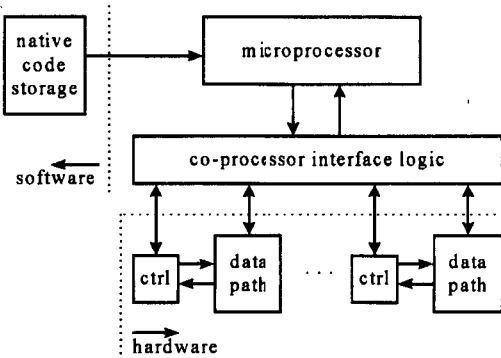 native
code
storage
microprocessor
software
co-processor interface logic
ctrl
data
path
. . .
ctrl
data
path
hardware